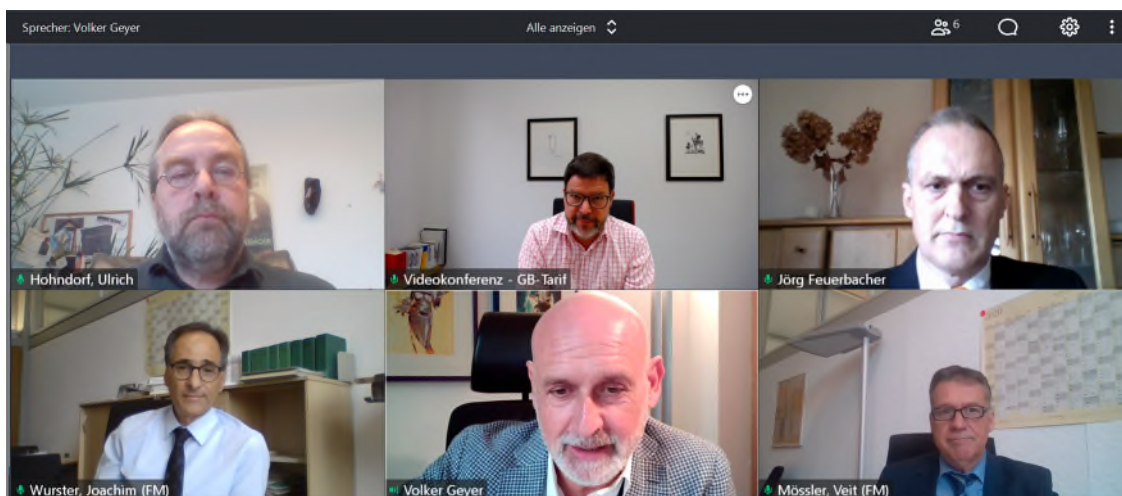 Sprecher: Volker Geyer
Alle anzeigen
6
Hohndorf, Ulrich
Videokonferenz - GB-Tarif
Jörg Feuerbacher
Wurster, Joachim (FM)
Volker Geyer
Mössler, Veit (FM)